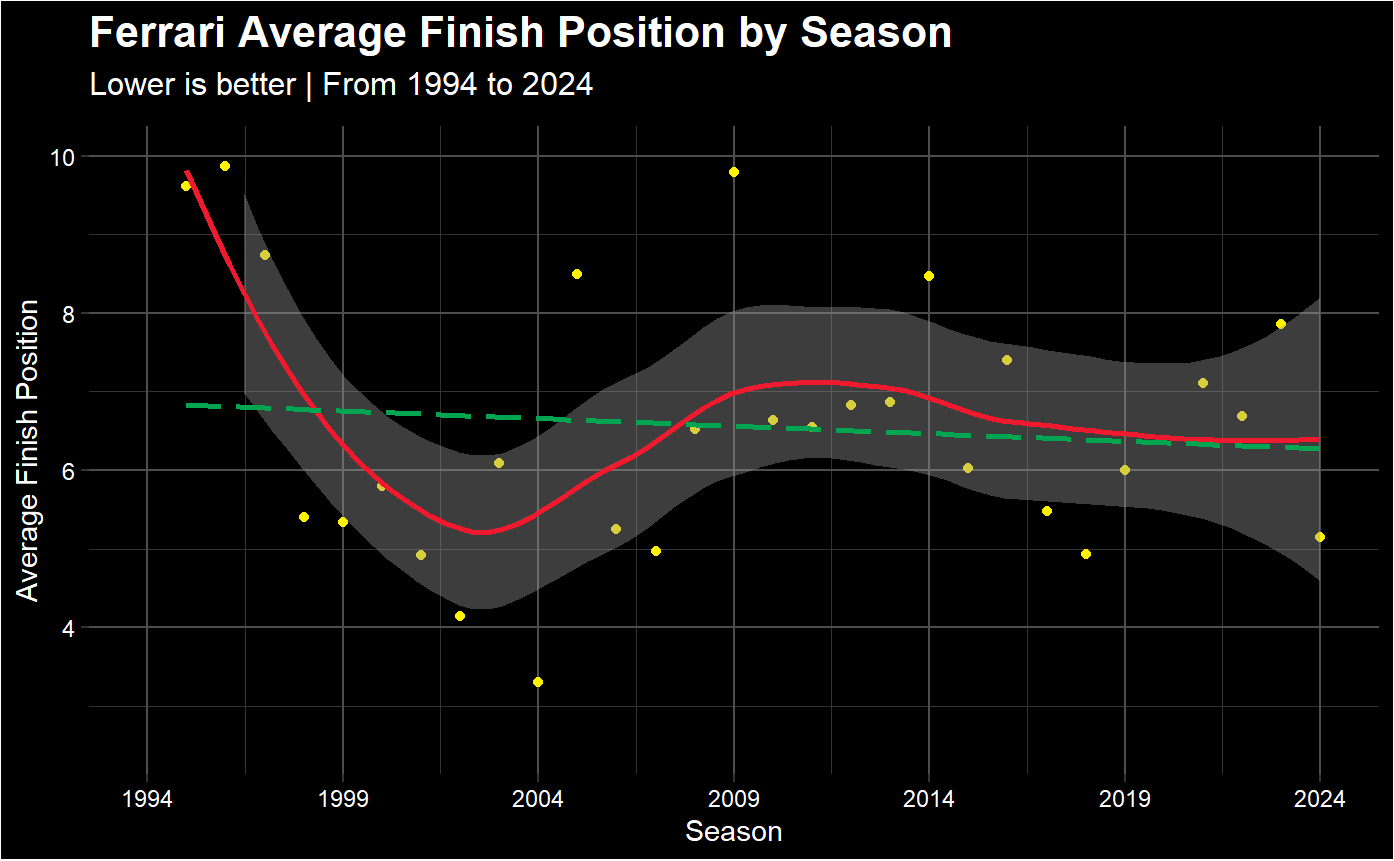 Ferrari Average Finish Position by Season
Lower is better | From 1994 to 2024
Average Finish Position
10
8
6
4
1994 1999 2004 2009 2014 2019 2024
Season